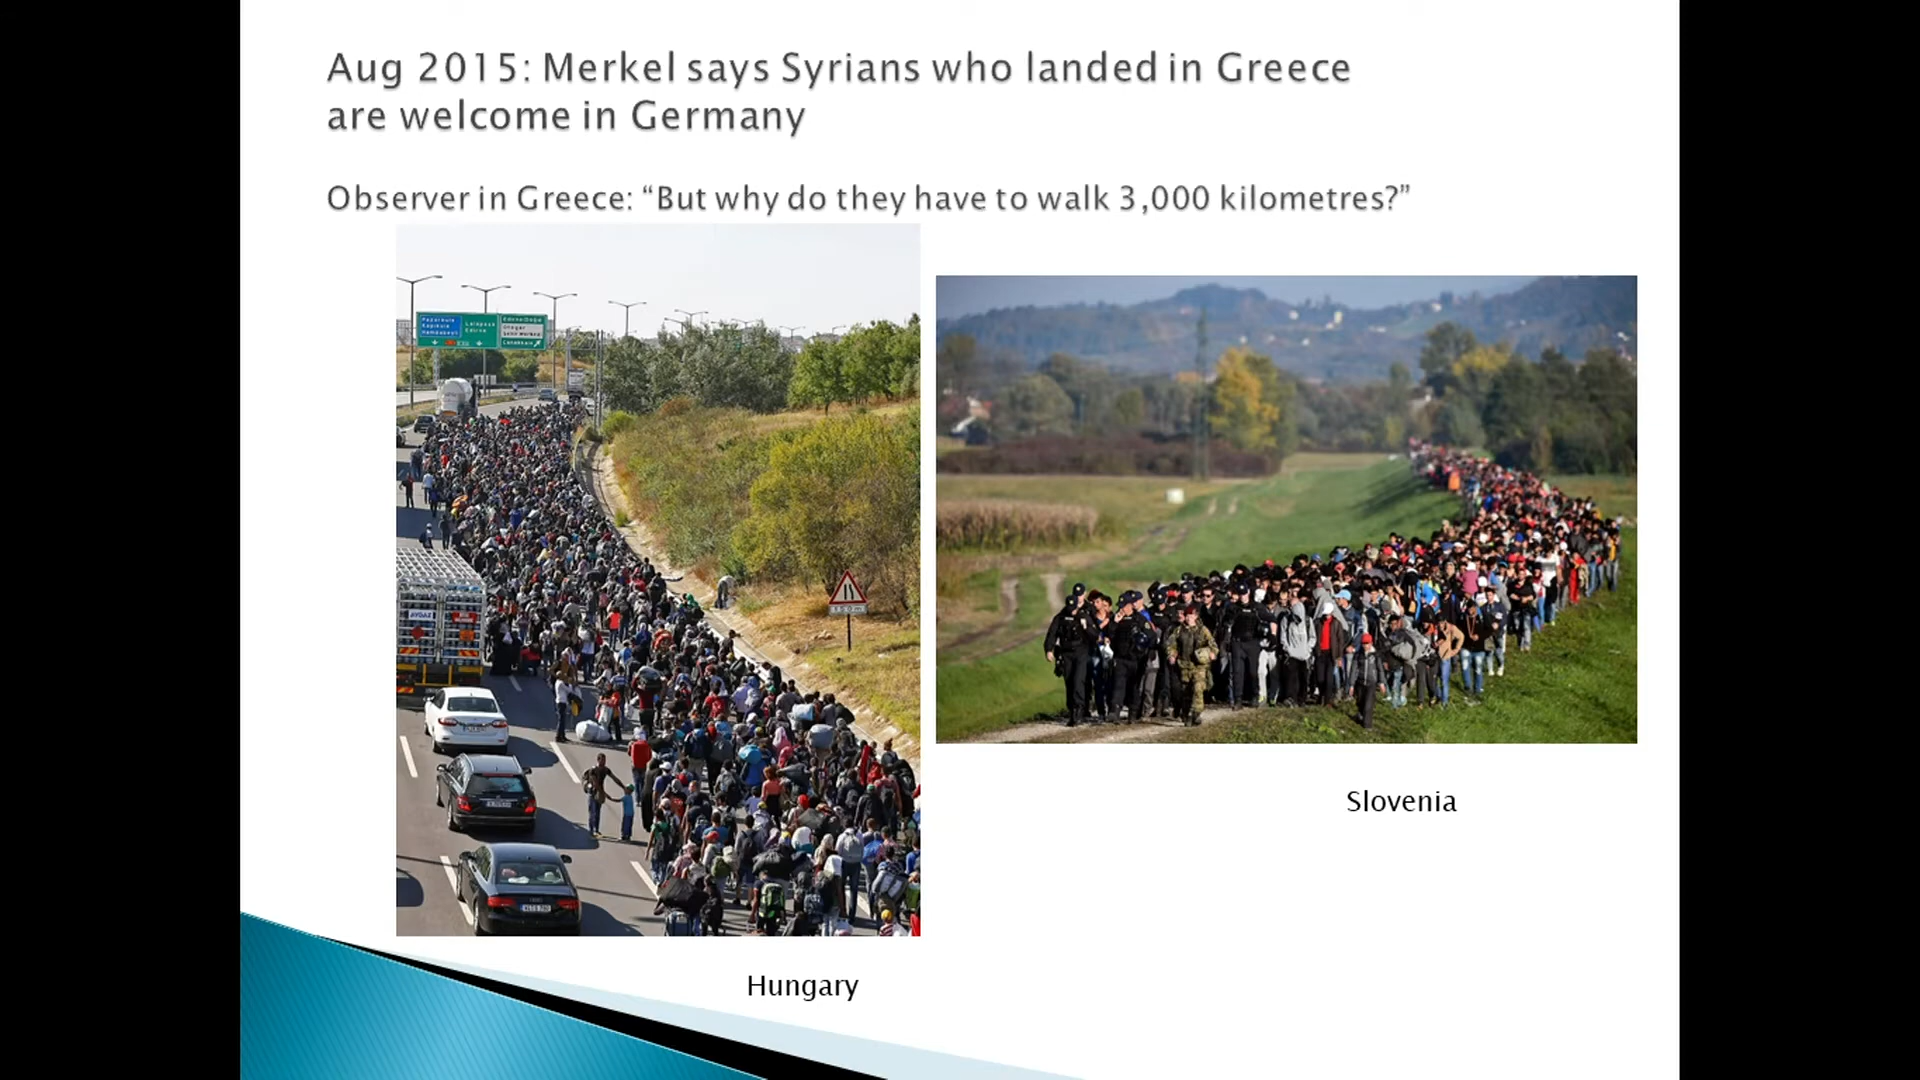 Aug 2015: Merkel says Syrians who landed in Greece
are welcome in Germany
Observer in Greece: “But why do they have to walk 3,000 kilometres?”
AYGAZ
Slovenia
Hungary